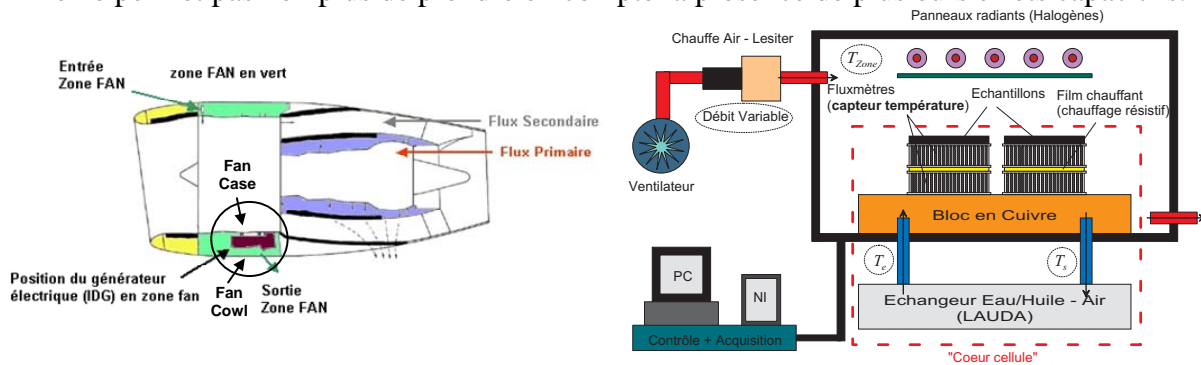 Entrée
Zone FAN
zone FAN en vert
Flux Secondaire
Flux Primaire
Fan
Case
Position du générateur
électrique (IDG) en zone fan
Fan
Cowl
Sortie
Zone FAN
Panneaux radiants (Halogènes)
Chauffe Air - Lesiter
T_Zone
Fluxmètres
(capteur température)
Echantillons
Film chauffant
(chauffage résistif)
Débit Variable
Ventilateur
Bloc en Cuivre
T_e
T_s
PC
NI
Echangeur Eau/Huile - Air
(LAUDA)
Contrôle + Acquisition
"Coeur cellule"